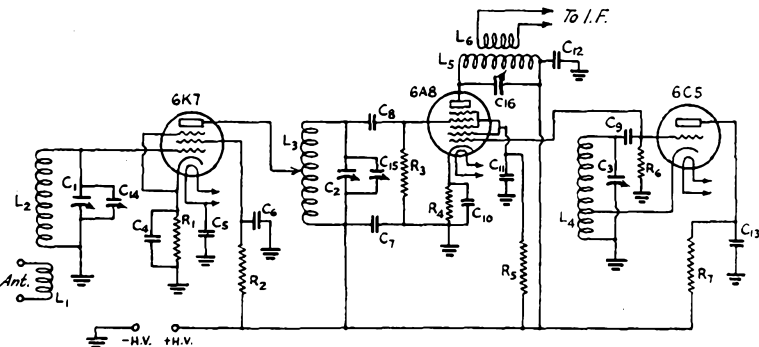 To I.F.
L6
L5
C12
6K7
6A8
C16
6C5
C8
C9
L3
C15
C2
R3
C11
R6
C3
L2
C1
C14
L4
R4
C10
C4
R1
C5
C6
C7
C13
R2
R5
R7
Ant.
L1
-H.V. +H.V.